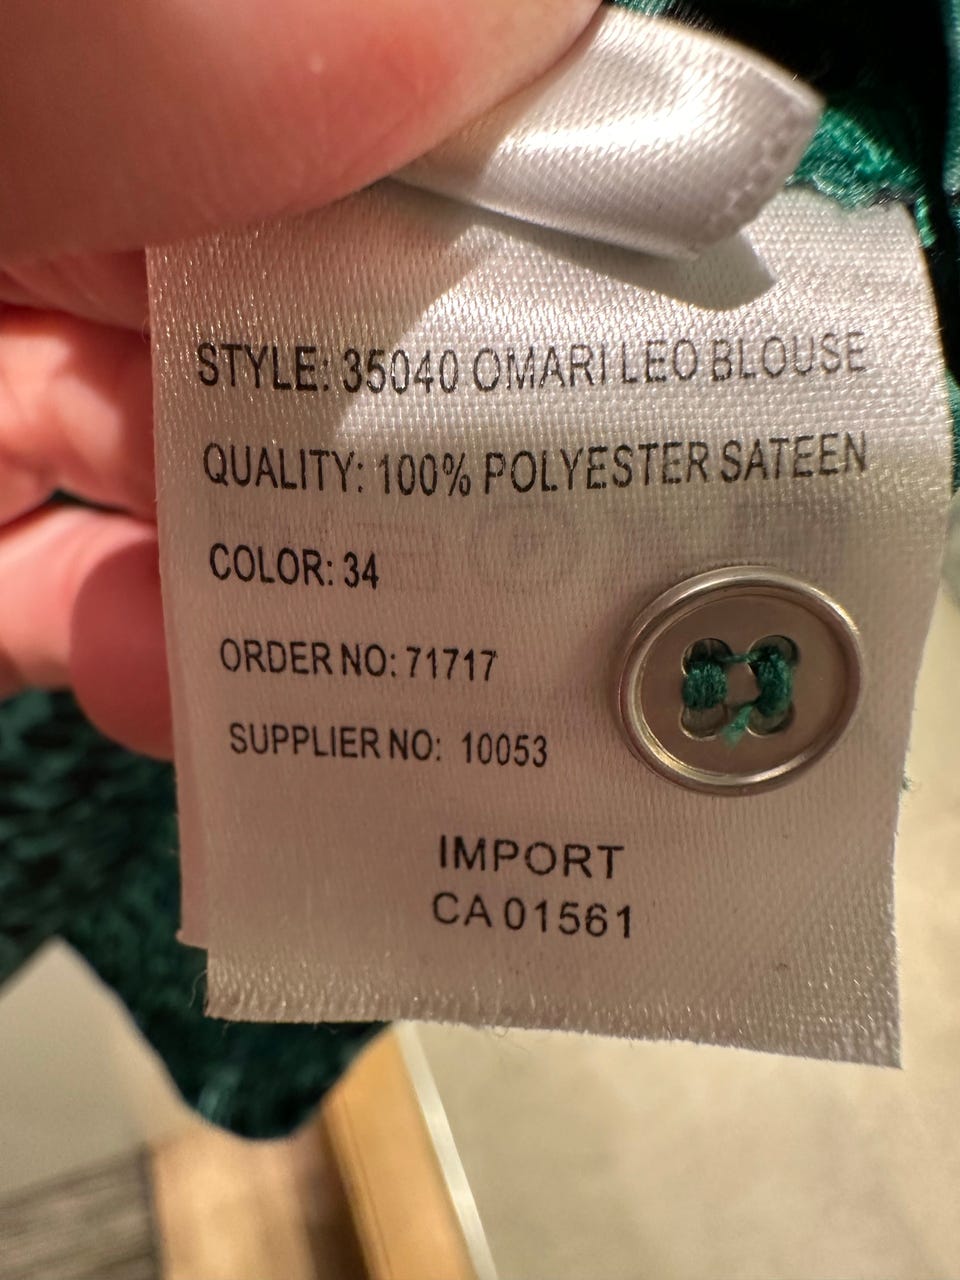 STYLE: 35040 OMARI LEO BLOUSE
QUALITY: 100% POLYESTER SATEEN
COLOR: 34
ORDER NO: 71717
SUPPLIER NO: 10053
IMPORT
CA 01561